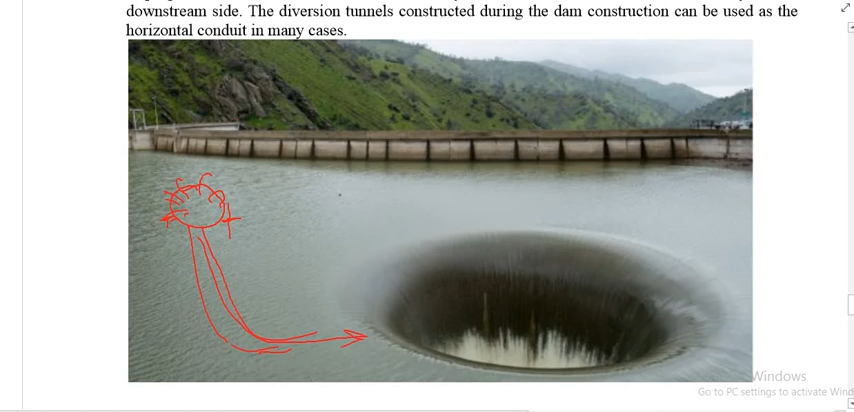 downstream side. The diversion tunnels constructed during the dam construction can be used as the
horizontal conduit in many cases.
Windows
Go to PC settings to activate Wind